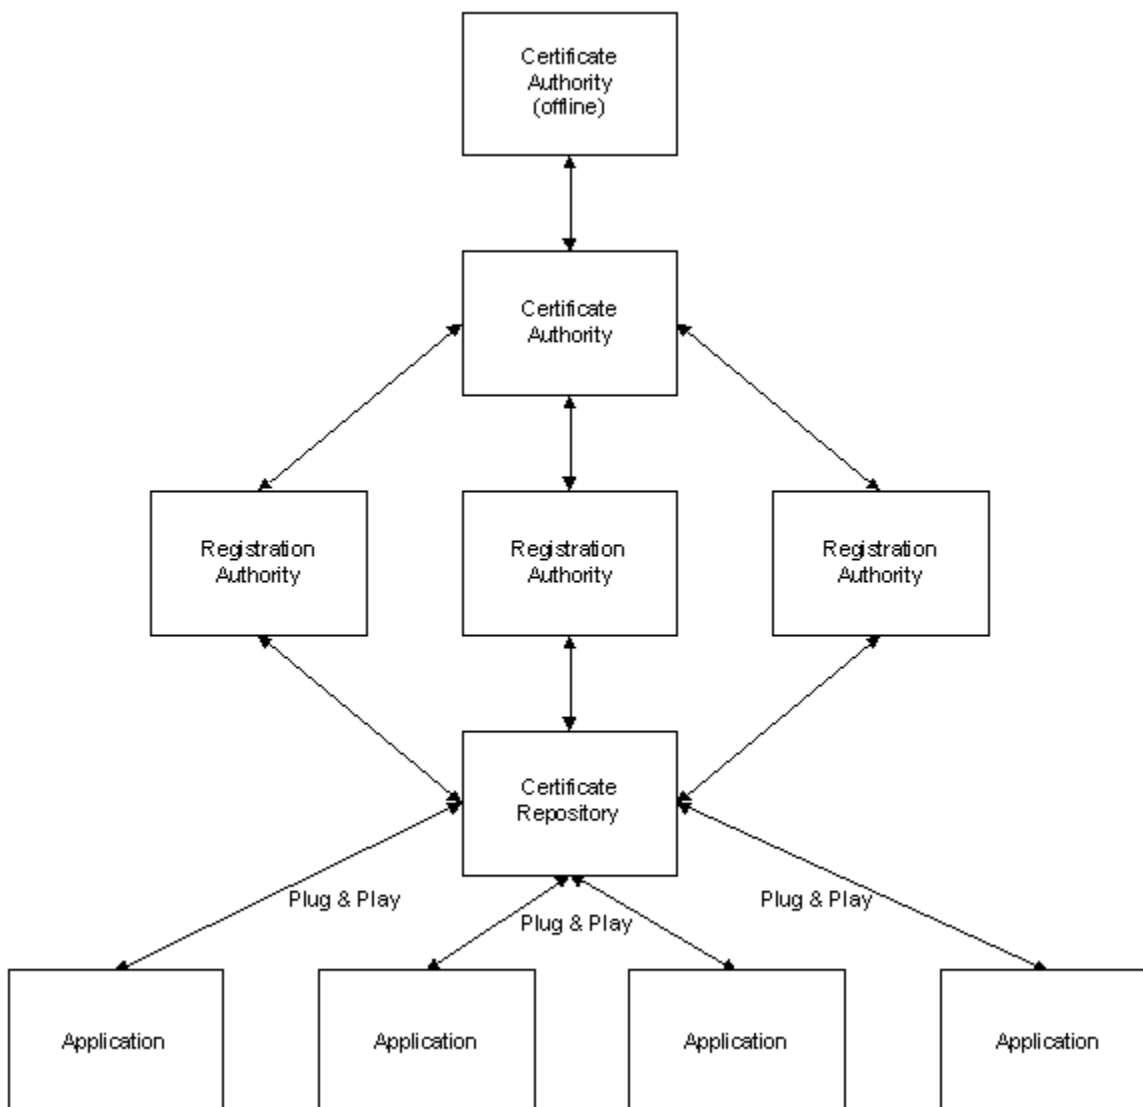 Certificate
Authority
(offline)
Certificate
Authority
Registration
Authority
Registration
Authority
Registration
Authority
Certificate
Repository
Plug & Play
Plug & Play
Plug & Play
Application
Application
Application
Application